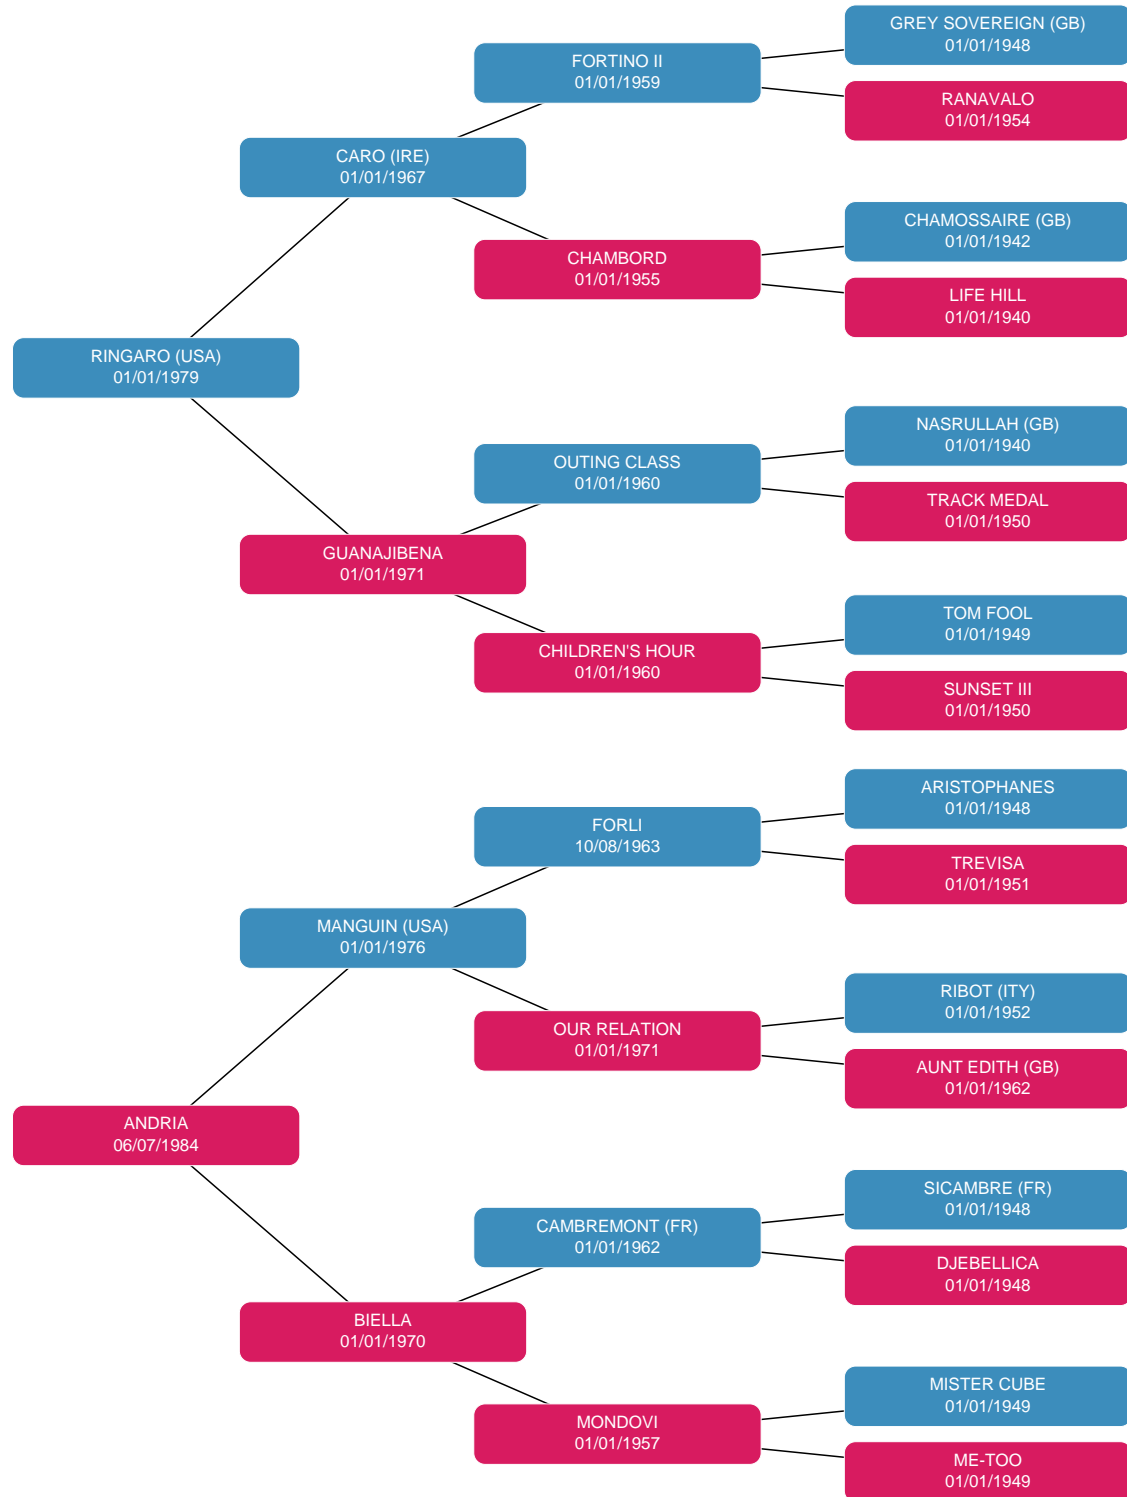 GREY SOVEREIGN (GB)
01/01/1948
FORTINO II
01/01/1959
RANAVALO
01/01/1954
CARO (IRE)
01/01/1967
CHAMOSSAIRE (GB)
01/01/1942
CHAMBORD
01/01/1955
LIFE HILL
01/01/1940
RINGARO (USA)
01/01/1979
NASRULLAH (GB)
01/01/1940
OUTING CLASS
01/01/1960
TRACK MEDAL
01/01/1950
GUANAJIBENA
01/01/1971
TOM FOOL
01/01/1949
CHILDREN'S HOUR
01/01/1960
SUNSET III
01/01/1950
ARISTOPHANES
01/01/1948
FORLI
10/08/1963
TREVISA
01/01/1951
MANGUIN (USA)
01/01/1976
RIBOT (ITY)
01/01/1952
OUR RELATION
01/01/1971
AUNT EDITH (GB)
01/01/1962
ANDRIA
06/07/1984
SICAMBRE (FR)
01/01/1948
CAMBREMONT (FR)
01/01/1962
DJEBELLICA
01/01/1948
BIELLA
01/01/1970
MISTER CUBE
01/01/1949
MONDOVI
01/01/1957
ME-TOO
01/01/1949